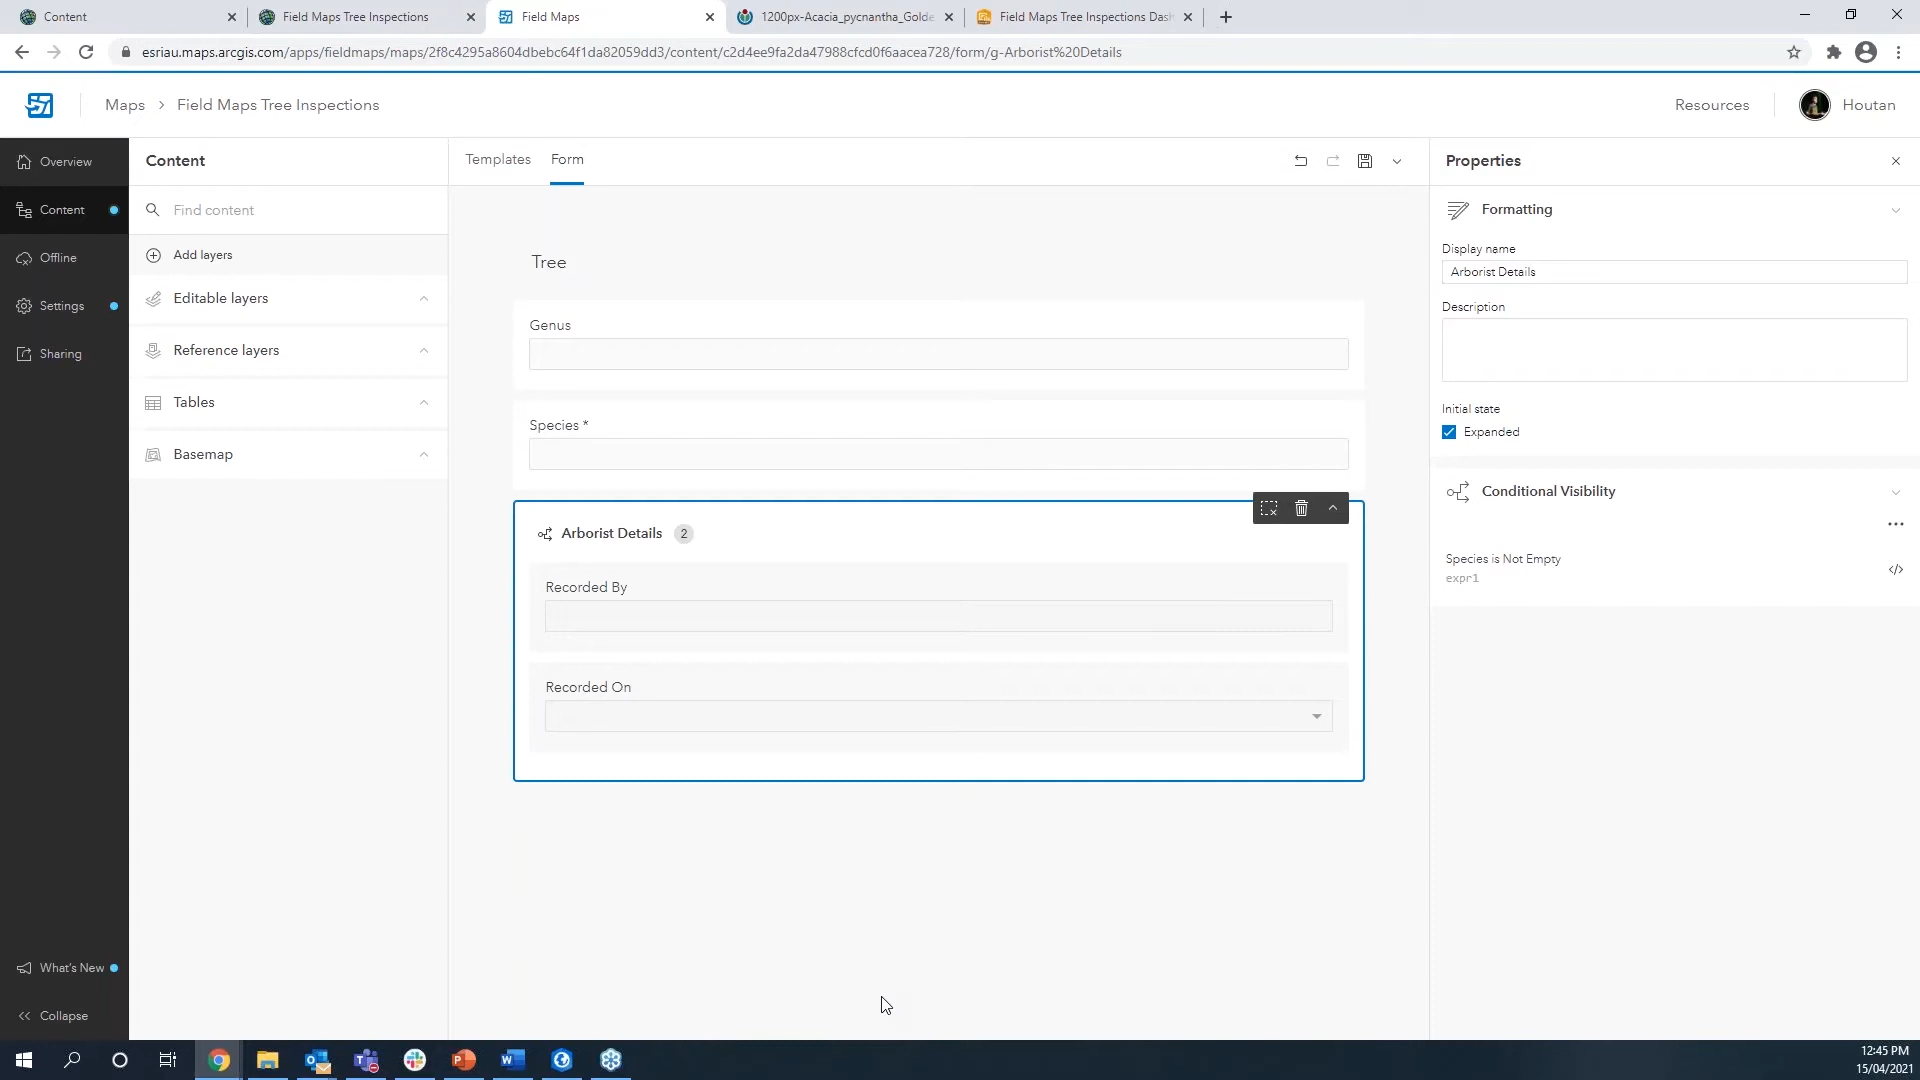 Content
Field Maps Tree Inspections
Field Maps
1200px-Acacia_pycnantha_Golde
Field Maps Tree Inspections Dash
esriau.maps.arcgis.com/apps/fieldmaps/maps/2f8c4295a8604dbebc64f1da82059dd3/content/c2d4ee9fa2da47988cfcd0f6aacea728/form/g-Arborist%20Details
Maps > Field Maps Tree Inspections
Resources
Houtan
Overview
Content
Offline
Settings
Sharing
What's New
Collapse
Content
Find content
Add layers
Editable layers
Reference layers
Tables
Basemap
Templates
Form
Tree
Genus
Species *
Arborist Details 2
Recorded By
Recorded On
Properties
Formatting
Display name
Arborist Details
Description
Initial state
Expanded
Conditional Visibility
Species is Not Empty
expr1
12:45 PM
15/04/2021